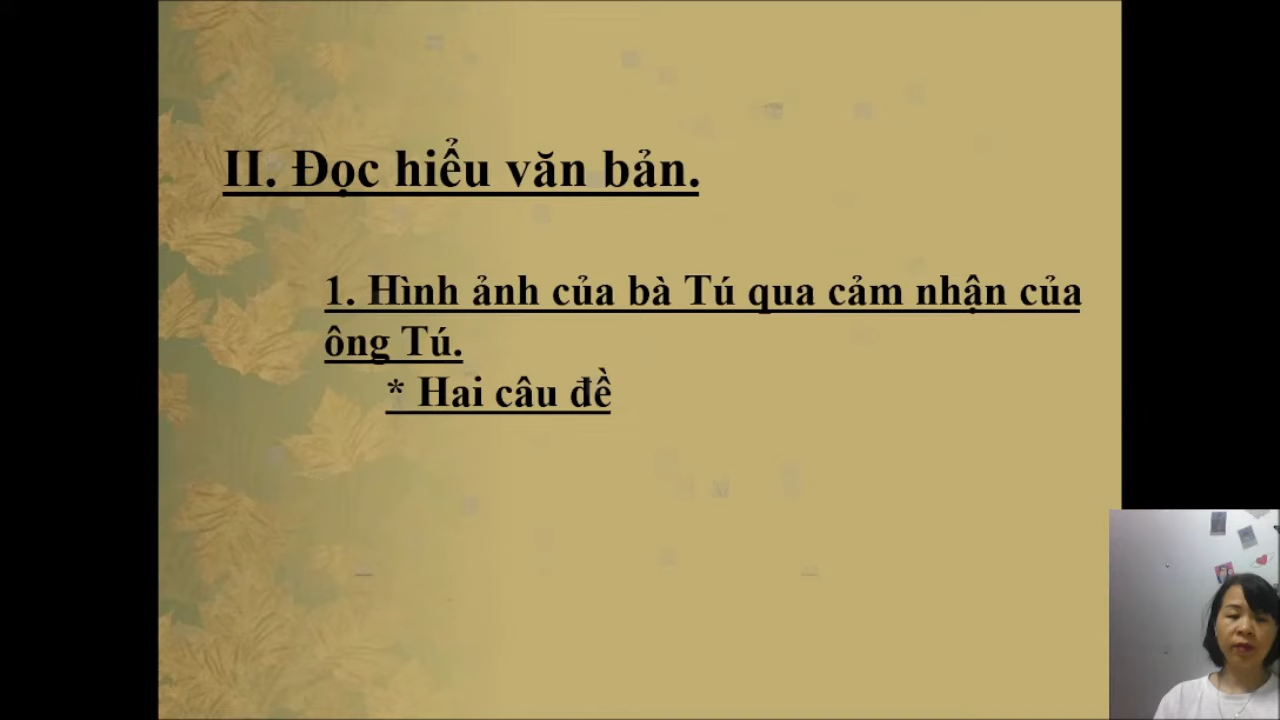 II. Đọc hiểu văn bản.
1. Hình ảnh của bà Tú qua cảm nhận của
ông Tú.
* Hai câu đề